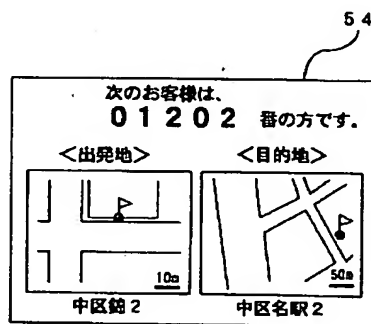 54
次のお客様は、
01202 番の方です。
<出発地> <目的地>
10m 50m
中区錦2 中区名駅2